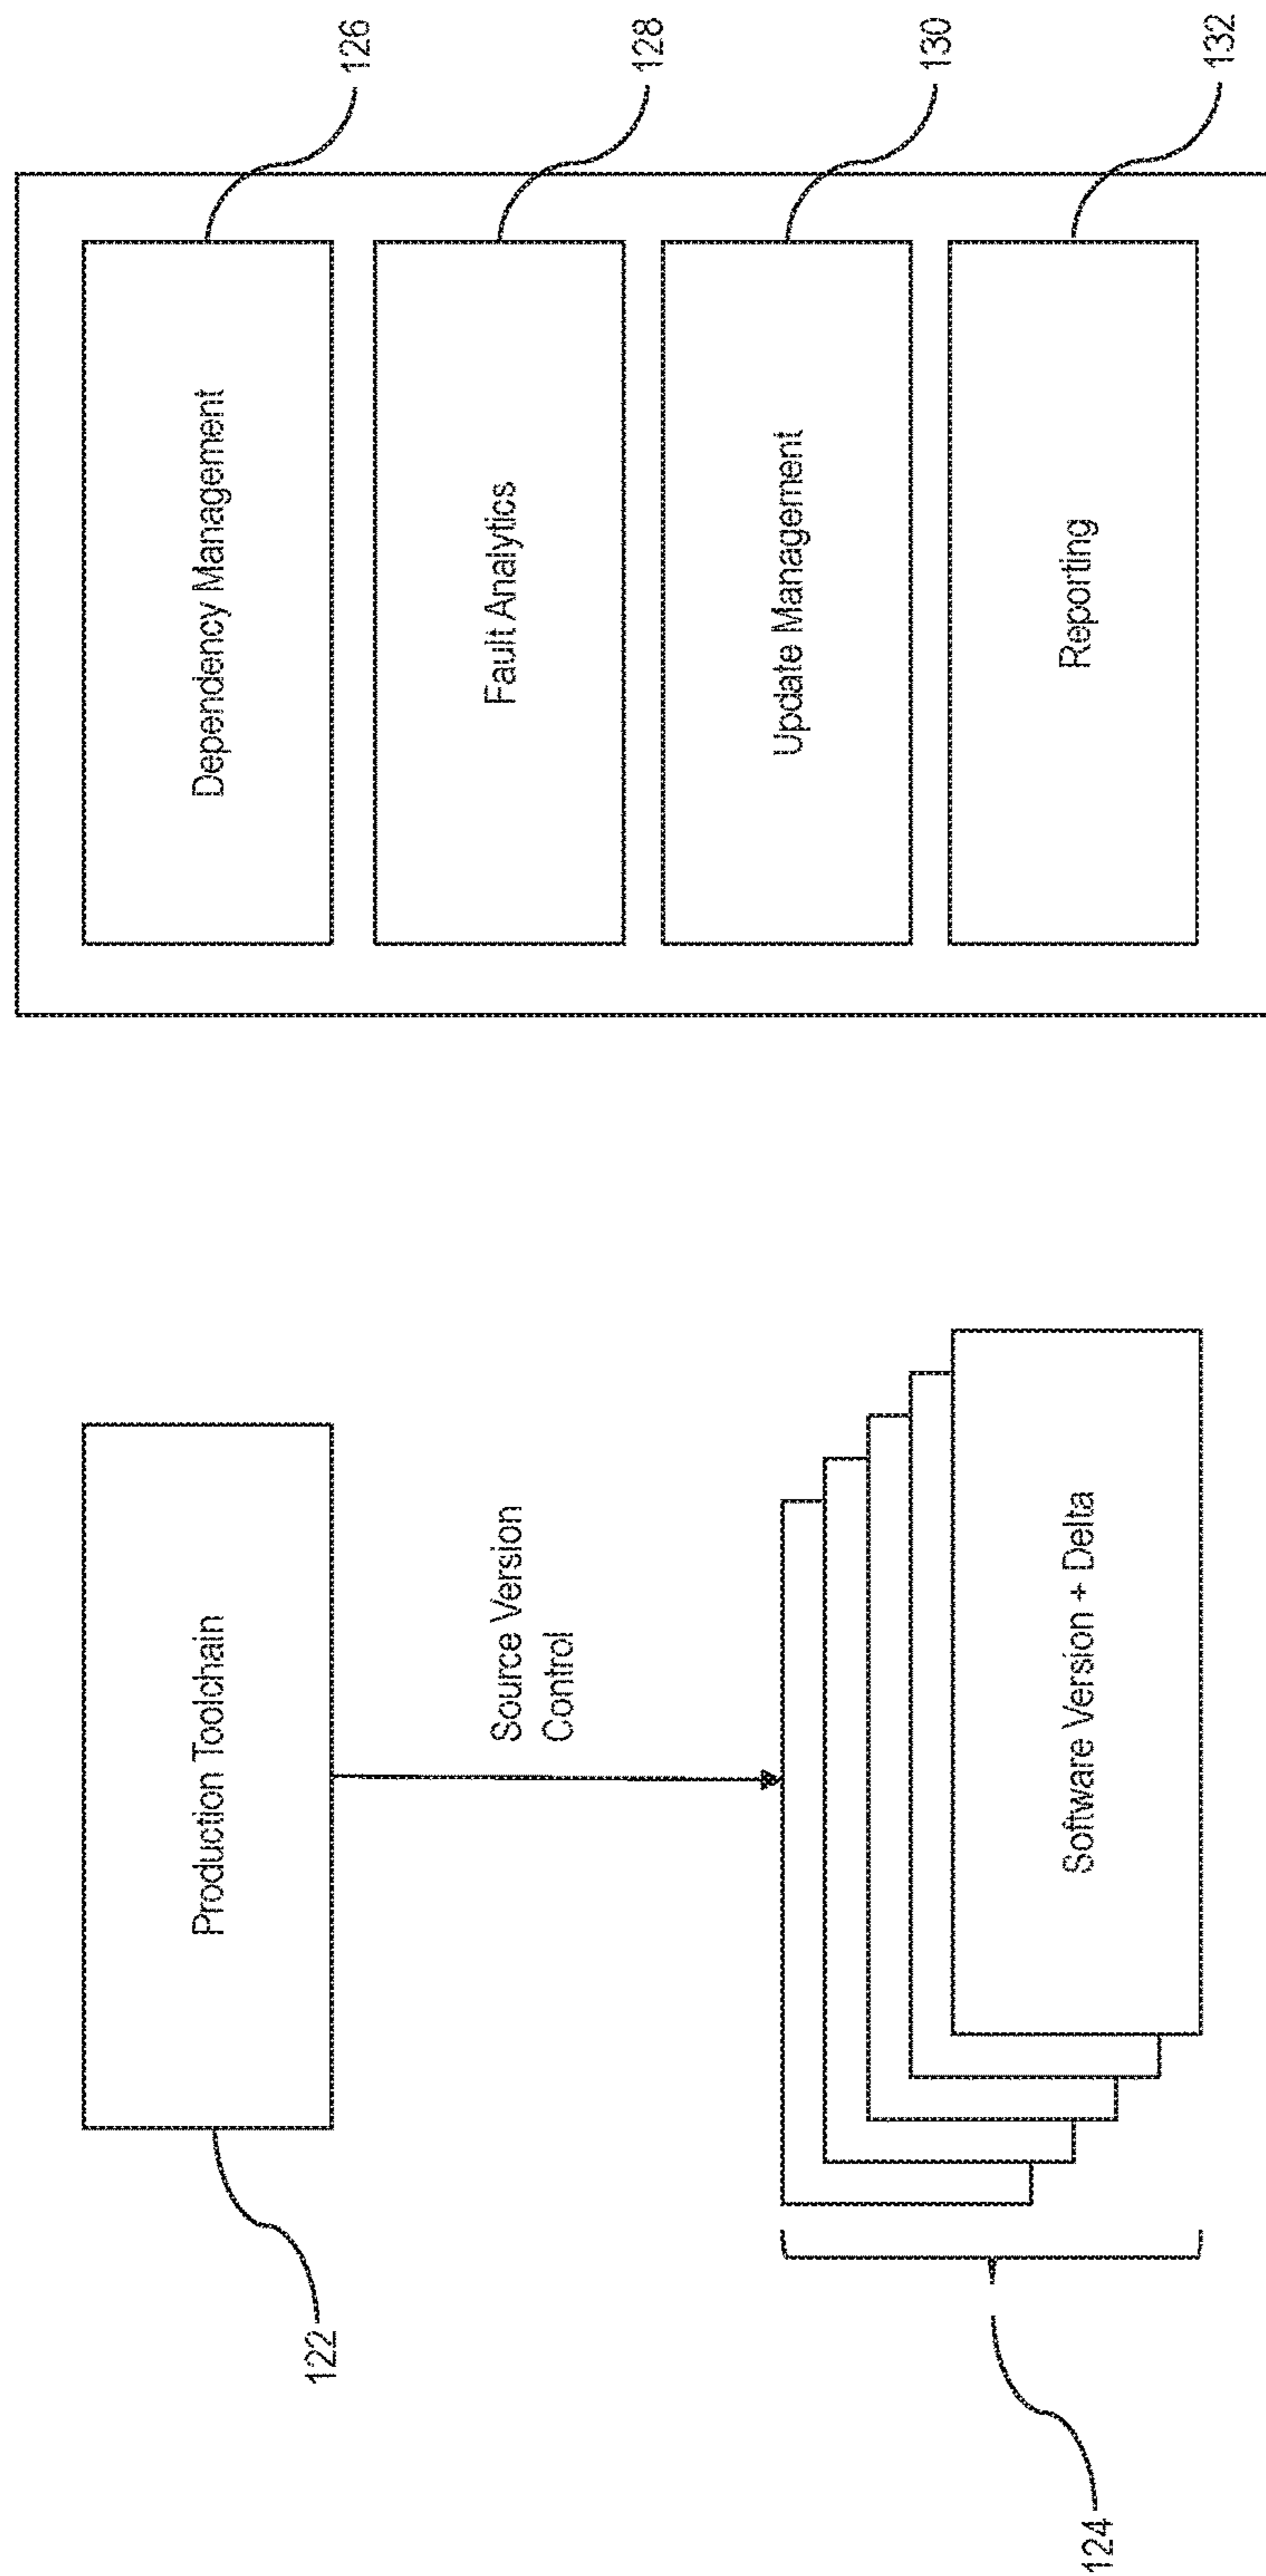 122
Production Toolchain
Source Version
Control
Software Version + Delta
124
Dependency Management
126
Fault Analytics
128
Update Management
130
Reporting
132